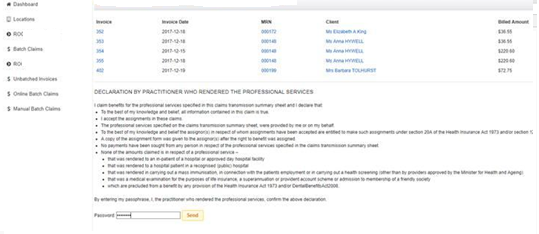 Dashboard
Locations
ROE
$ Batch Claims
ROI
Unbatched Invoices
$ Online Batch Claims
$ Manual Batch Claims
Invoice Invoice Date MRN Client Billed Amount
352 2017-12-18 000172 Ms Elizabeth A King $36.55
353 2017-12-18 000146 Ms Anna HYWELL $36.55
354 2017-12-15 000146 Ms Anna HYWELL $220.60
355 2017-12-18 000146 Ms Anna HYWELL $220.60
402 2017-12-19 000199 Mrs Barbara TOLHURST $72.75
DECLARATION BY PRACTITIONER WHO RENDERED THE PROFESSIONAL SERVICES
I claim benefits for the professional services specified in this claims transmission summary sheet and I declare that:
• To the best of my knowledge and belief, all information contained in this claim is true.
• I accept the assignments in these claims
• The professional services specified on the claims transmission summary sheet, were provided by me or on my behalf
• To the best of my knowledge and belief the assignor(s) in respect of whom assignments have been accepted are entitled to make such assignments under section 20A of the Health Insurance Act 1973 and/or section 1
• A copy of the assignment form was given to the assignor(s) after the right to benefit was assigned
• No payments have been sought from any person in respect of the professional services specified in the claims transmission summary sheet
• None of the amounts claimed is in respect of a professional service –
• that was rendered to an in-patient of a hospital or approved day hospital facility
• that was rendered to a hospital patient in a recognised (public) hospital
• that was rendered in carrying out a mass immunisation, in connection with the patients employment or in carrying out a health screening (other than by providers approved by the Minister for Health and Ageing)
• that was a medical examination for the purposes of life insurance, a superannuation or provident account scheme or admission to membership of a friendly society
• which are precluded from a benefit by any provision of the Health Insurance Act 1973 and/or DentalBenefitsAct2008.
By entering my passphrase, I, the practitioner who rendered the professional services, confirm the above declaration.
Password: •••••••• Send